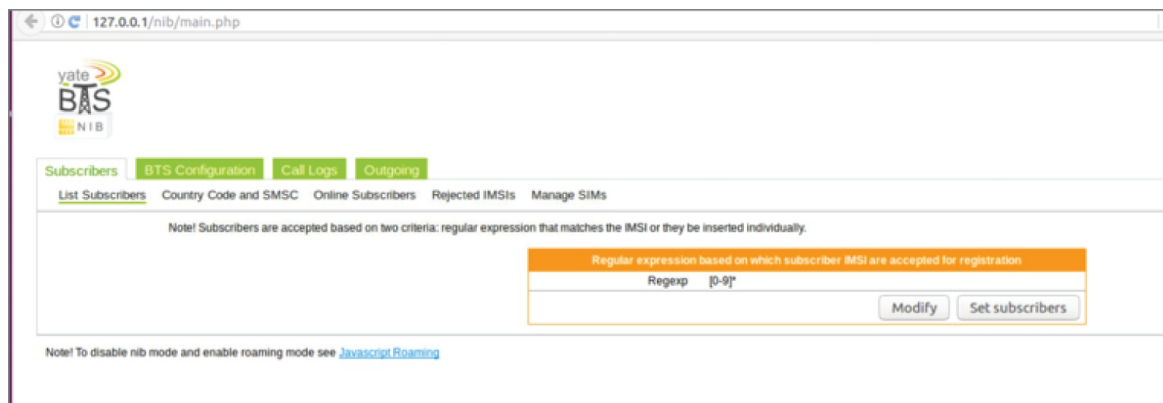 127.0.0.1/nib/main.php
yate
BTS
NIB
Subscribers BTS Configuration Call Logs Outgoing
List Subscribers Country Code and SMSC Online Subscribers Rejected IMSIs Manage SIMs
Note! Subscribers are accepted based on two criteria: regular expression that matches the IMSI or they be inserted individually.
Regular expression based on which subscriber IMSI are accepted for registration
Regexp [0-9]*
Modify Set subscribers
Note! To disable nib mode and enable roaming mode see Javascript Roaming